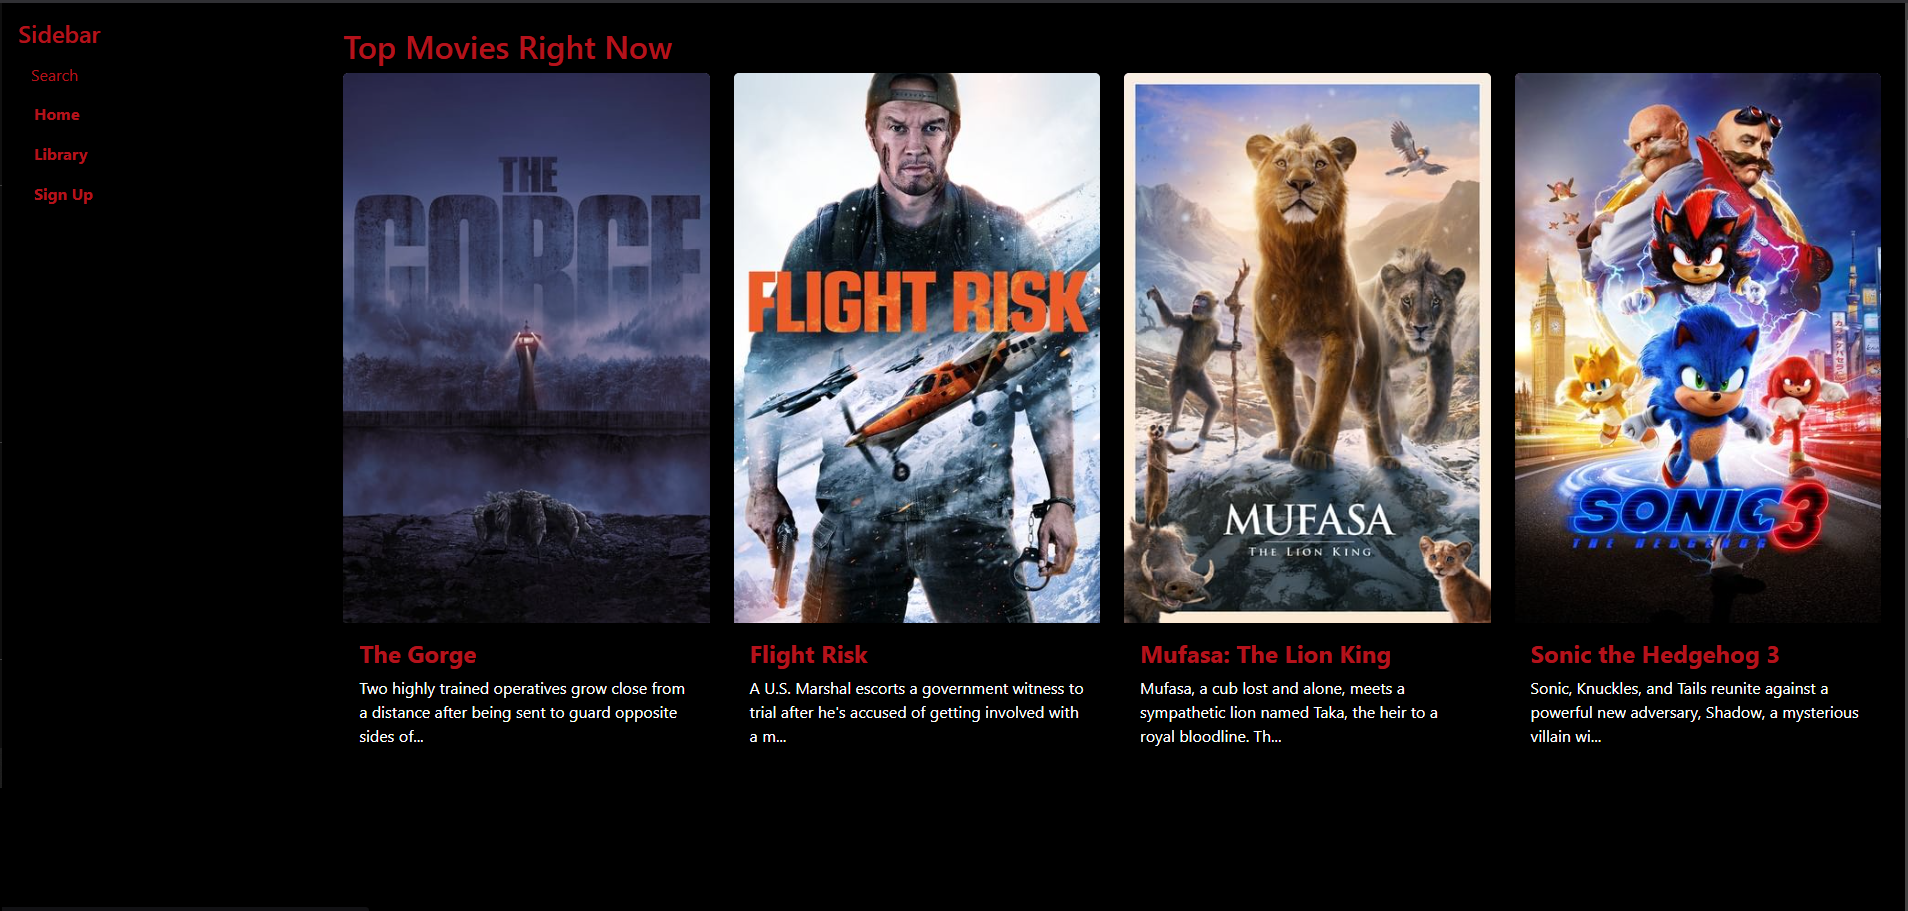 Sidebar
Search
Home
Library
Sign Up
Top Movies Right Now
THE
GORGE
FLIGHT RISK
MUFASA
THE LION KING
SONIC 3
THE HEDGEHOG
The Gorge
Two highly trained operatives grow close from
a distance after being sent to guard opposite
sides of...
Flight Risk
A U.S. Marshal escorts a government witness to
trial after he's accused of getting involved with
a m...
Mufasa: The Lion King
Mufasa, a cub lost and alone, meets a
sympathetic lion named Taka, the heir to a
royal bloodline. Th...
Sonic the Hedgehog 3
Sonic, Knuckles, and Tails reunite against a
powerful new adversary, Shadow, a mysterious
villain wi...